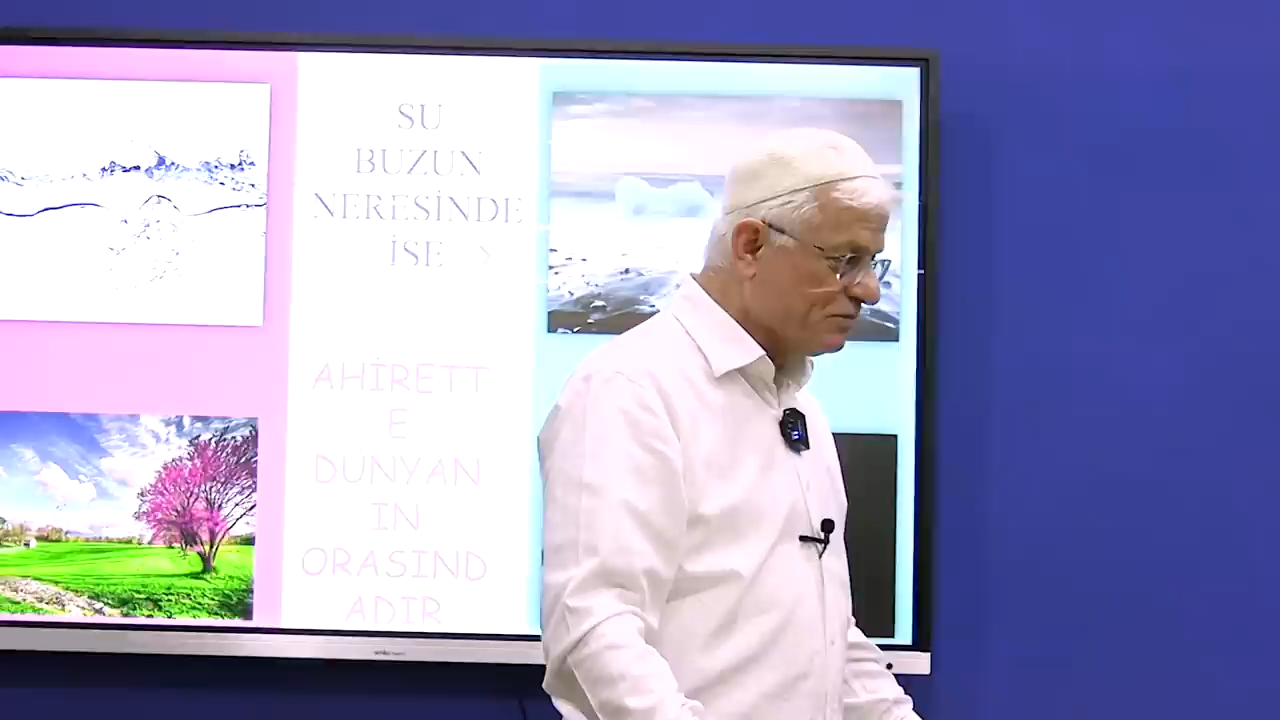 SU
BUZUN
NERESİNDE
İSE
AHİRETT
E
DUNYAN
IN
ORASIND
ADIR